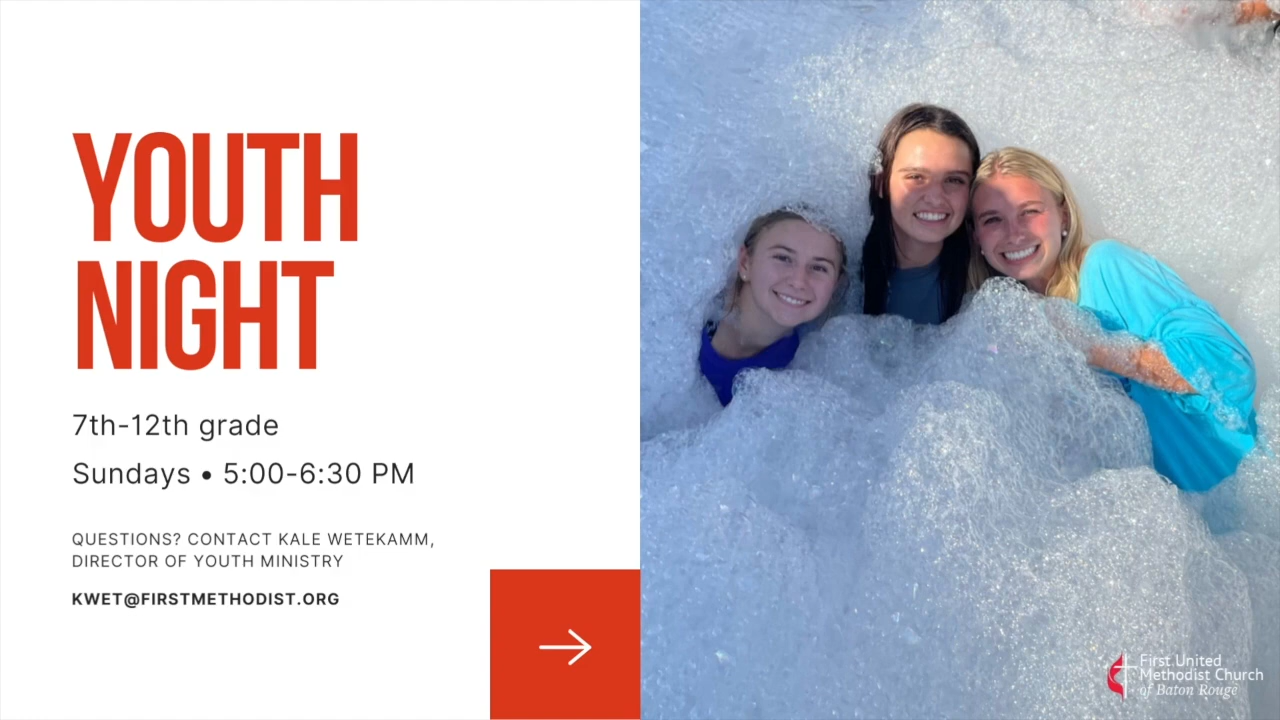 YOUTH
NIGHT
7th-12th grade
Sundays • 5:00-6:30 PM
QUESTIONS? CONTACT KALE WETEKAMM,
DIRECTOR OF YOUTH MINISTRY
KWET@FIRSTMETHODIST.ORG
First United
Methodist Church
of Baton Rouge